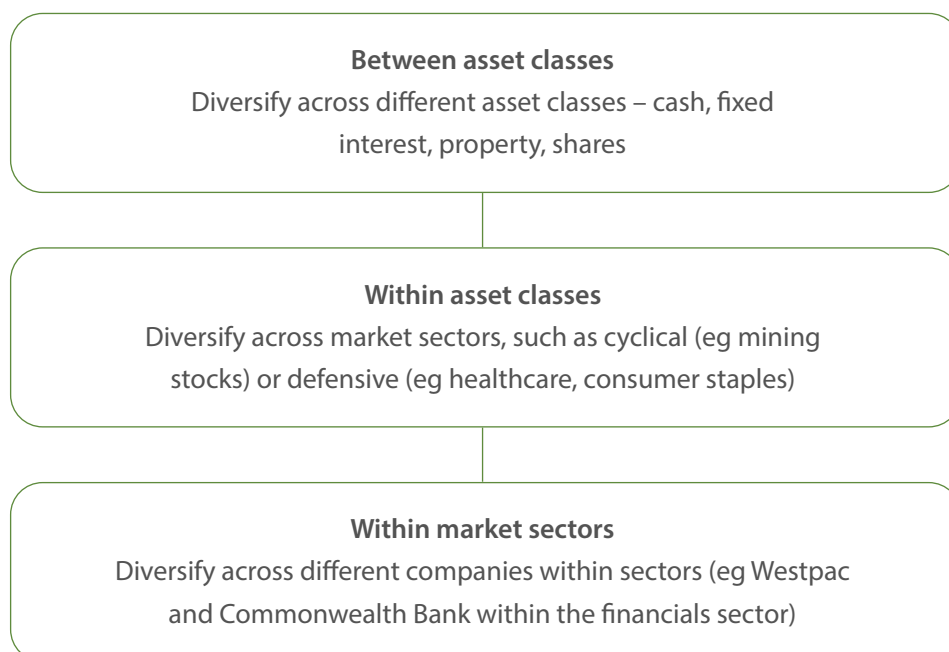 Between asset classes
Diversify across different asset classes – cash, fixed
interest, property, shares
Within asset classes
Diversify across market sectors, such as cyclical (eg mining
stocks) or defensive (eg healthcare, consumer staples)
Within market sectors
Diversify across different companies within sectors (eg Westpac
and Commonwealth Bank within the financials sector)